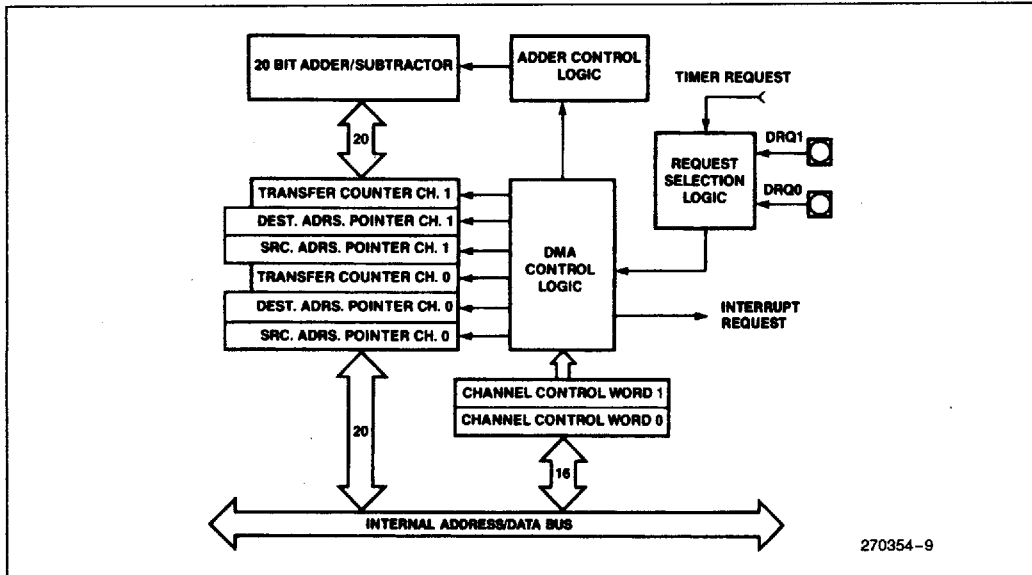 20 BIT ADDER/SUBTRACTOR
ADDER CONTROL
LOGIC
TIMER REQUEST
20
DRQ1
REQUEST
SELECTION
LOGIC
DRQ0
TRANSFER COUNTER CH. 1
DEST. ADRS. POINTER CH. 1
SRC. ADRS. POINTER CH. 1
TRANSFER COUNTER CH. 0
DEST. ADRS. POINTER CH. 0
SRC. ADRS. POINTER CH. 0
DMA
CONTROL
LOGIC
INTERRUPT
REQUEST
CHANNEL CONTROL WORD 1
CHANNEL CONTROL WORD 0
20
16
INTERNAL ADDRESS/DATA BUS
270354-9